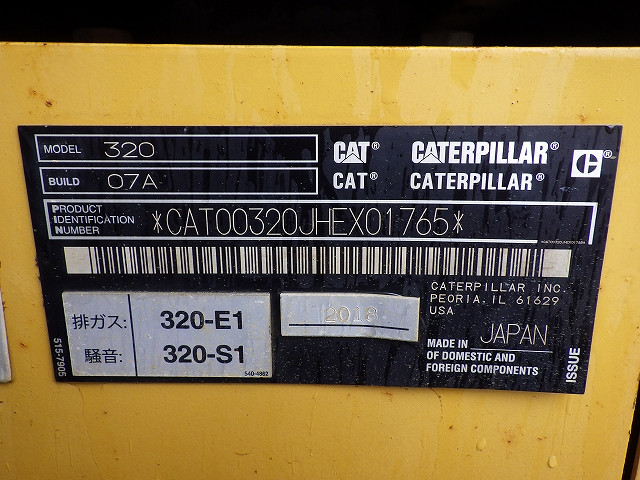 MODEL 320
BUILD 07A
CAT® CATERPILLAR®
CAT® CATERPILLAR®
PRODUCT IDENTIFICATION NUMBER *CAT00320JHEX01765*
CATERPILLAR INC.
PEORIA, IL 61629
USA
排ガス: 320-E1
騒音: 320-S1
540-4862
2018
MADE IN JAPAN
OF DOMESTIC AND
FOREIGN COMPONENTS
515-7905
ISSUE